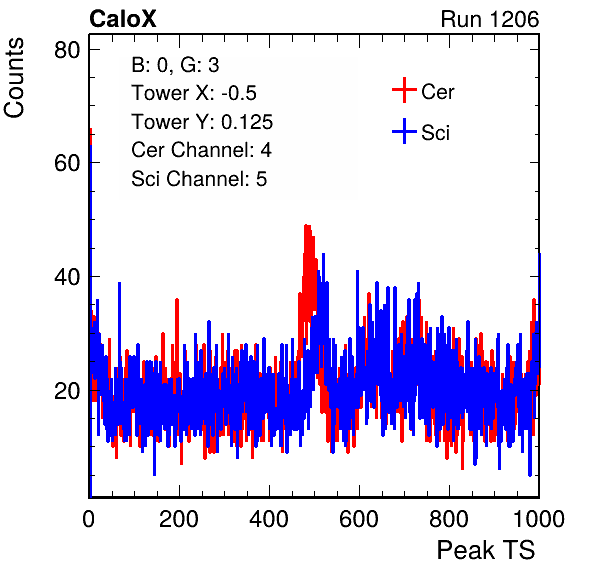 CaloX Run 1206
Counts
80
60
40
20
B: 0, G: 3
Tower X: -0.5
Tower Y: 0.125
Cer Channel: 4
Sci Channel: 5
Cer
Sci
0 200 400 600 800 1000
Peak TS